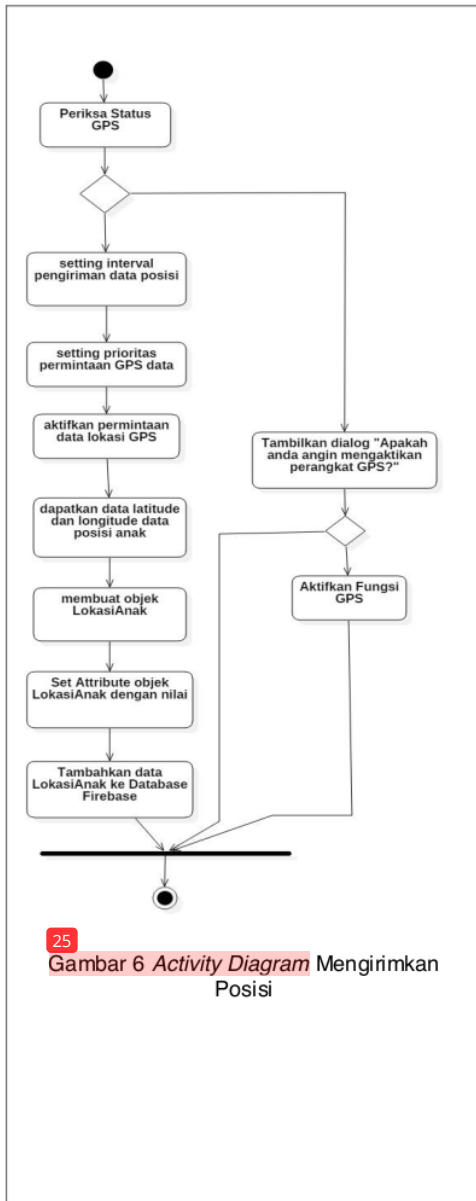 Periksa Status
GPS
setting interval
pengiriman data posisi
setting prioritas
permintaan GPS data
aktifkan permintaan
data lokasi GPS
Tambilkan dialog "Apakah
anda angin mengaktikan
perangkat GPS?"
dapatkan data latitude
dan longitude data
posisi anak
Aktifkan Fungsi
GPS
membuat objek
LokasiAnak
Set Attribute objek
LokasiAnak dengan nilai
Tambahkan data
LokasiAnak ke Database
Firebase
25
Gambar 6 Activity Diagram Mengirimkan
Posisi